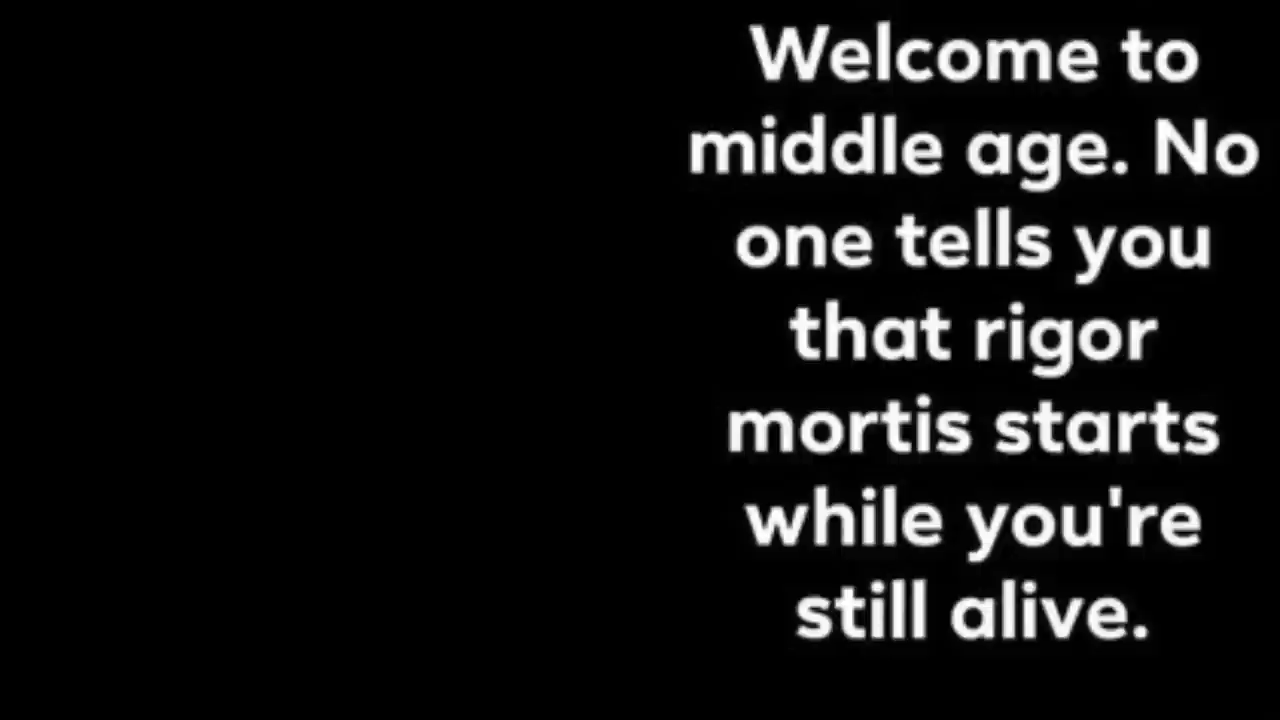 Welcome to
middle age. No
one tells you
that rigor
mortis starts
while you're
still alive.